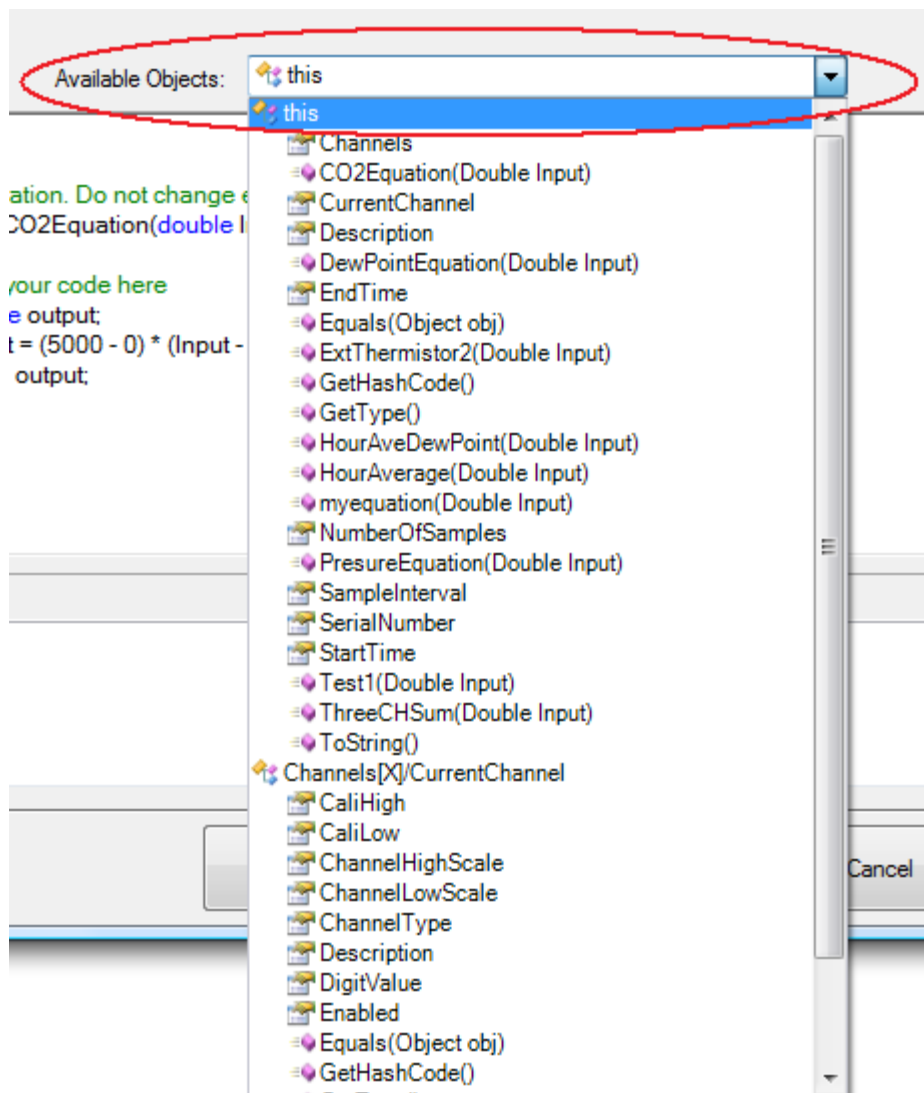 Available Objects: this
this
Channels
CO2Equation(Double Input)
CurrentChannel
Description
DewPointEquation(Double Input)
EndTime
Equals(Object obj)
ExtThermistor2(Double Input)
GetHashCode()
GetType()
HourAveDewPoint(Double Input)
HourAverage(Double Input)
myequation(Double Input)
NumberOfSamples
PresureEquation(Double Input)
SampleInterval
SerialNumber
StartTime
Test1(Double Input)
ThreeCHSum(Double Input)
ToString()
Channels[X]/CurrentChannel
CaliHigh
CaliLow
ChannelHighScale
ChannelLowScale
ChannelType
Description
DigitValue
Enabled
Equals(Object obj)
GetHashCode()
ation. Do not change
CO2Equation(double
your code here
e output;
t = (5000 - 0) * (Input -
output;
Cancel